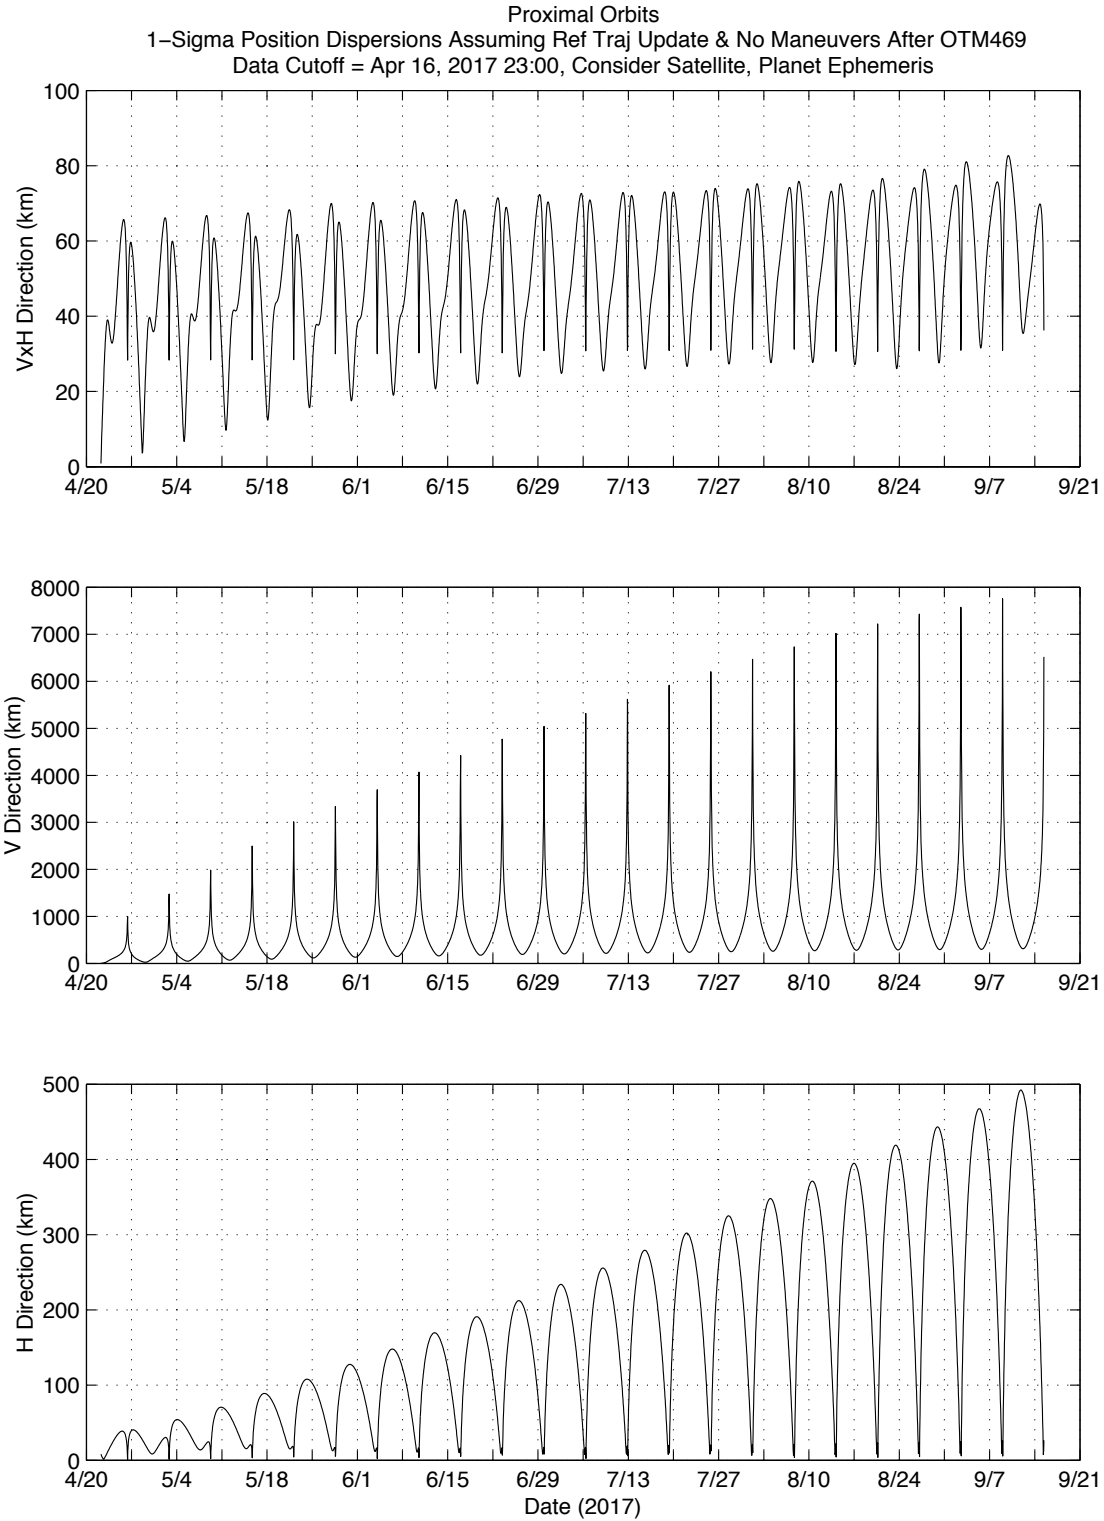 Proximal Orbits
1−Sigma Position Dispersions Assuming Ref Traj Update & No Maneuvers After OTM469
Data Cutoff = Apr 16, 2017 23:00, Consider Satellite, Planet Ephemeris
100
80
60
40
20
0
VxH Direction (km)
4/20 5/4 5/18 6/1 6/15 6/29 7/13 7/27 8/10 8/24 9/7 9/21
8000
7000
6000
5000
4000
3000
2000
1000
0
V Direction (km)
4/20 5/4 5/18 6/1 6/15 6/29 7/13 7/27 8/10 8/24 9/7 9/21
500
400
300
200
100
0
H Direction (km)
4/20 5/4 5/18 6/1 6/15 6/29 7/13 7/27 8/10 8/24 9/7 9/21
Date (2017)